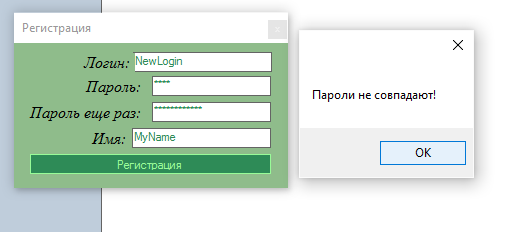 Регистрация
x
Логин: NewLogin
Пароль: ****
Пароль еще раз: ************
Имя: MyName
Регистрация
Пароли не совпадают!
OK